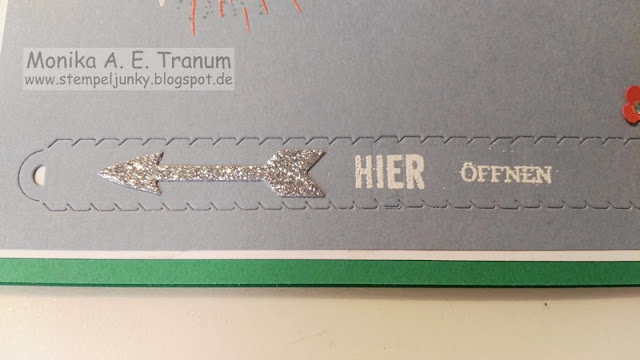 Monika A. E. Tranum
www.stempeljunky.blogspot.de
HIER ÖFFNEN